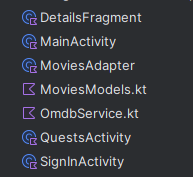 DetailsFragment
MainActivity
MoviesAdapter
MoviesModels.kt
OmdbService.kt
QuestsActivity
SignInActivity